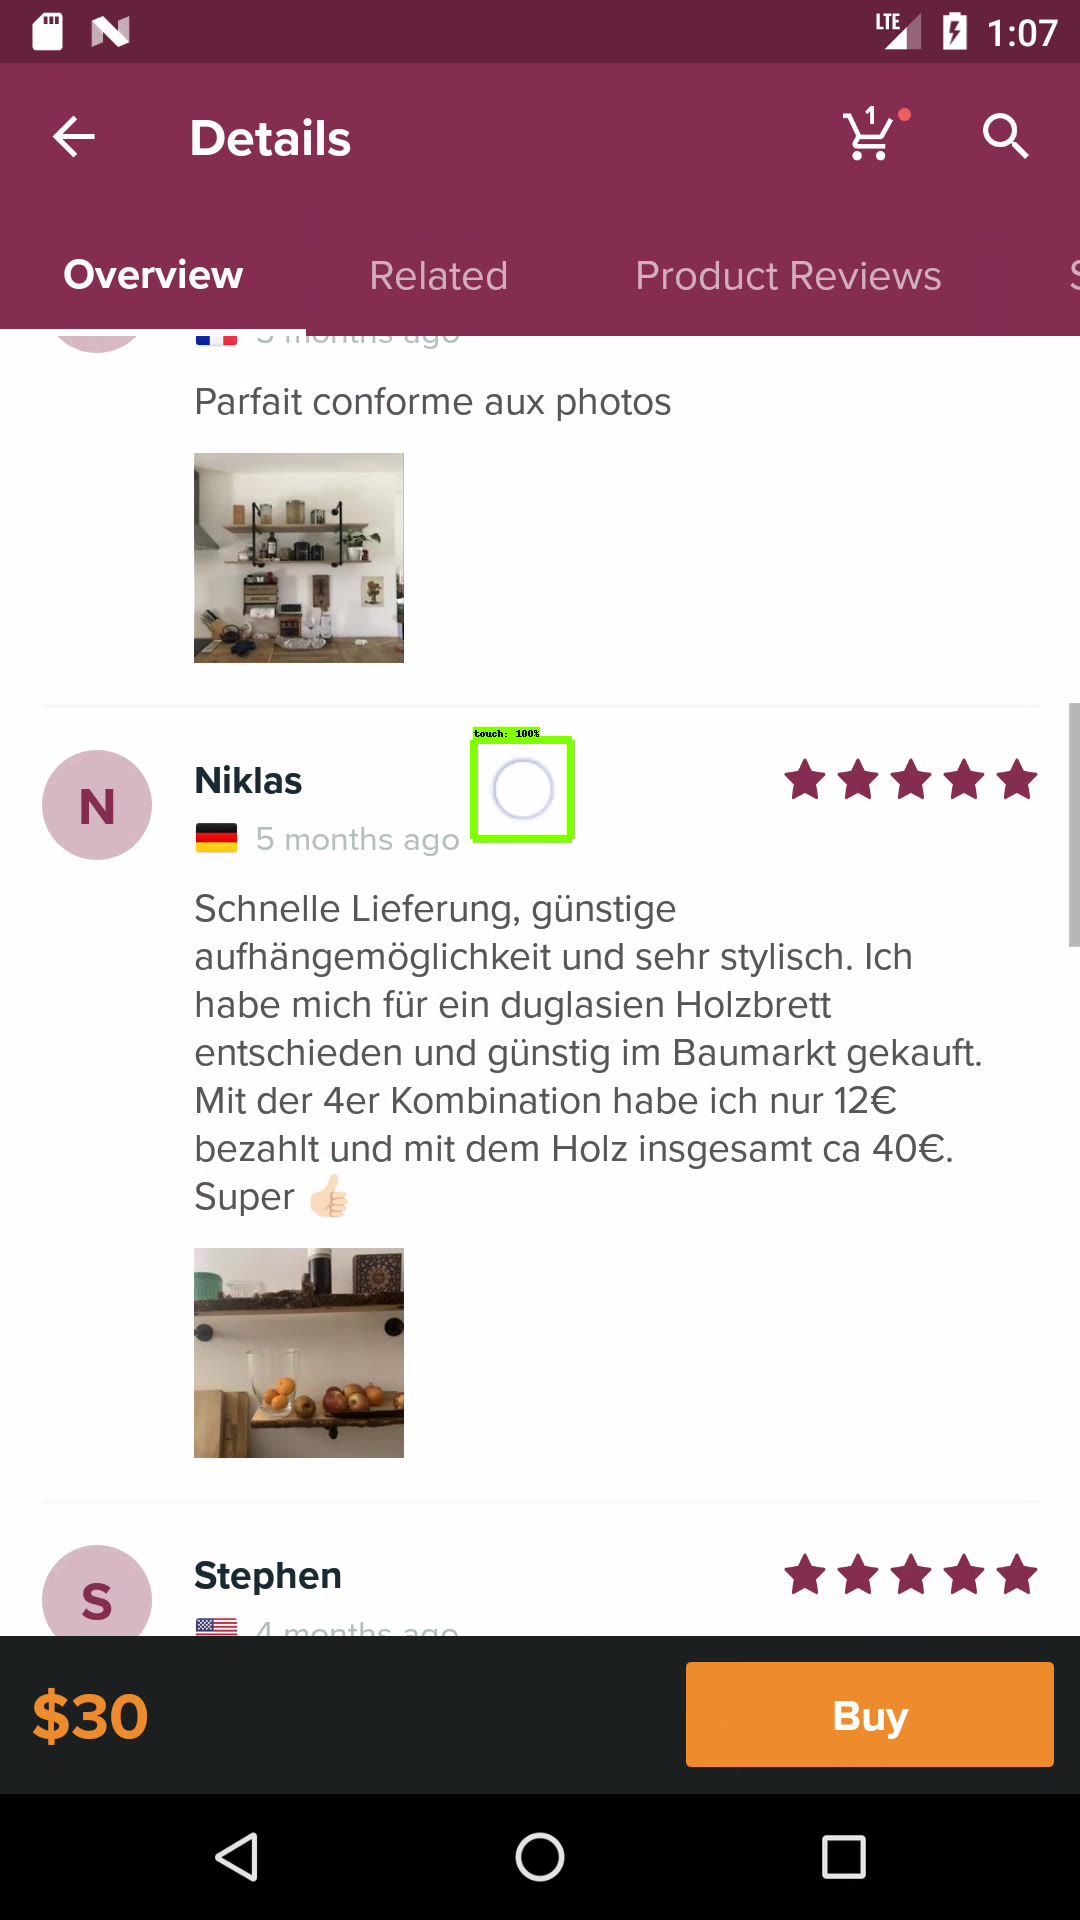 LTE 1:07
Details 1
Overview Related Product Reviews
5 months ago
Parfait conforme aux photos
touch: 100%
N Niklas
5 months ago
Schnelle Lieferung, günstige
aufhängemöglichkeit und sehr stylisch. Ich
habe mich für ein duglasien Holzbrett
entschieden und günstig im Baumarkt gekauft.
Mit der 4er Kombination habe ich nur 12€
bezahlt und mit dem Holz insgesamt ca 40€.
Super 👍🏻
S Stephen
4 months ago
$30 Buy